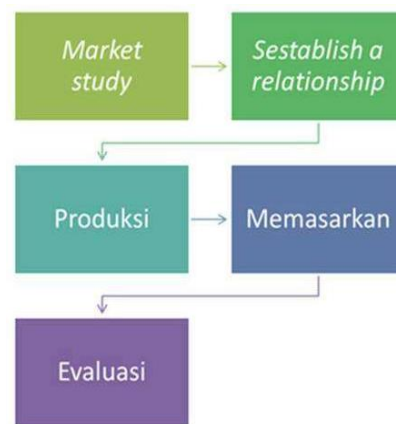 Market
study
Sestablish a
relationship
Produksi
Memasarkan
Evaluasi